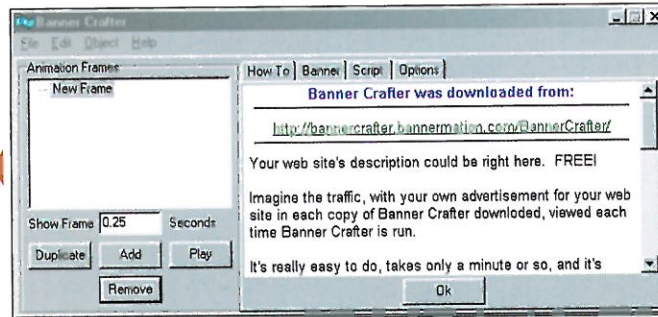 Banner Crafter
File Edit Object Help
Animation Frames
New Frame
Show Frame 0.25 Seconds
Duplicate Add Play
Remove
How To Banner Script Options
Banner Crafter was downloaded from:
http://bannercrafter.bannermation.com/BannerCrafter/
Your web site's description could be right here. FREE!
Imagine the traffic, with your own advertisement for your web
site in each copy of Banner Crafter downloded, viewed each
time Banner Crafter is run.
It's really easy to do, takes only a minute or so, and it's
Ok